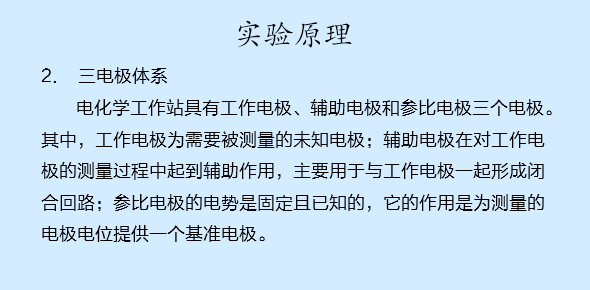 实验原理
2. 三电极体系
电化学工作站具有工作电极、辅助电极和参比电极三个电极。
其中，工作电极为需要被测量的未知电极；辅助电极在对工作电
极的测量过程中起到辅助作用，主要用于与工作电极一起形成闭
合回路；参比电极的电势是固定且已知的，它的作用是为测量的
电极电位提供一个基准电极。